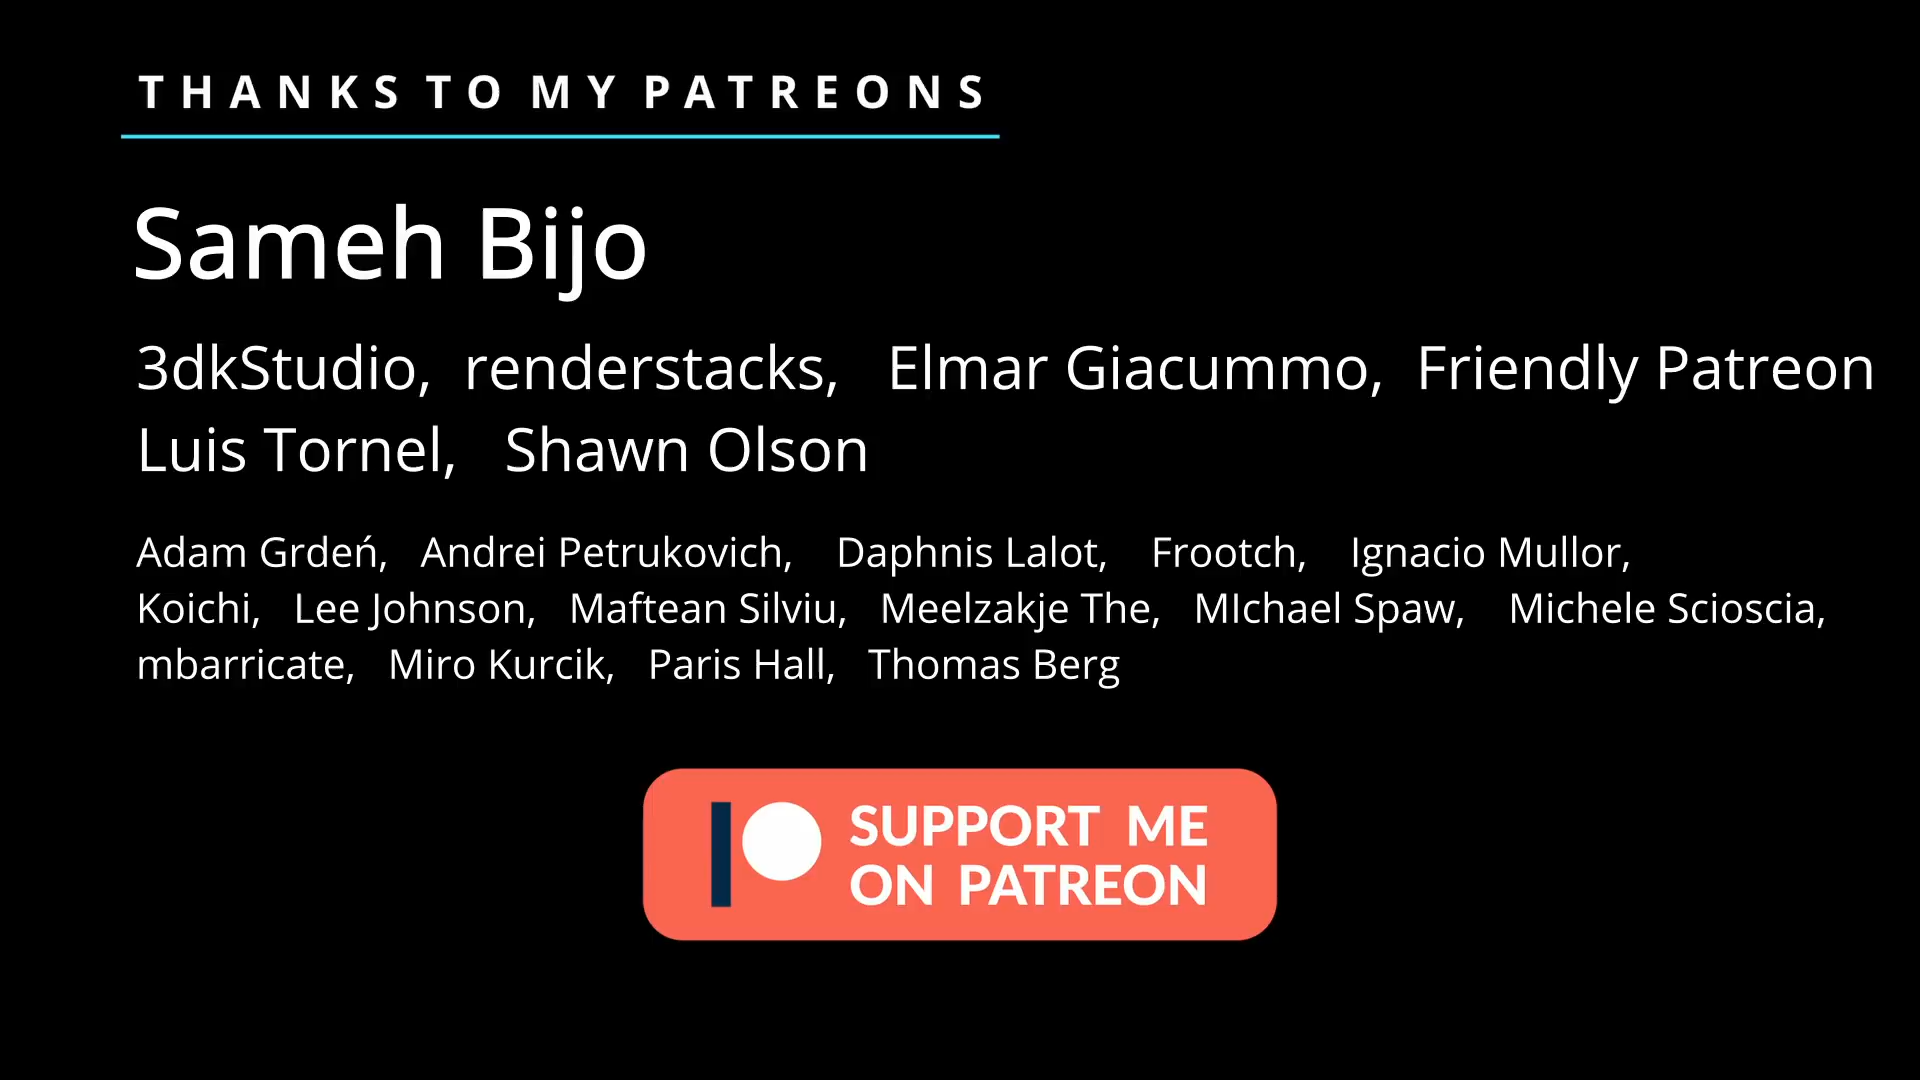 THANKS TO MY PATREONS
Sameh Bijo
3dkStudio, renderstacks, Elmar Giacummo, Friendly Patreon
Luis Tornel, Shawn Olson
Adam Grdeń, Andrei Petrukovich, Daphnis Lalot, Frootch, Ignacio Mullor,
Koichi, Lee Johnson, Maftean Silviu, Meelzakje The, MIchael Spaw, Michele Scioscia,
mbarricate, Miro Kurcik, Paris Hall, Thomas Berg
SUPPORT ME
ON PATREON